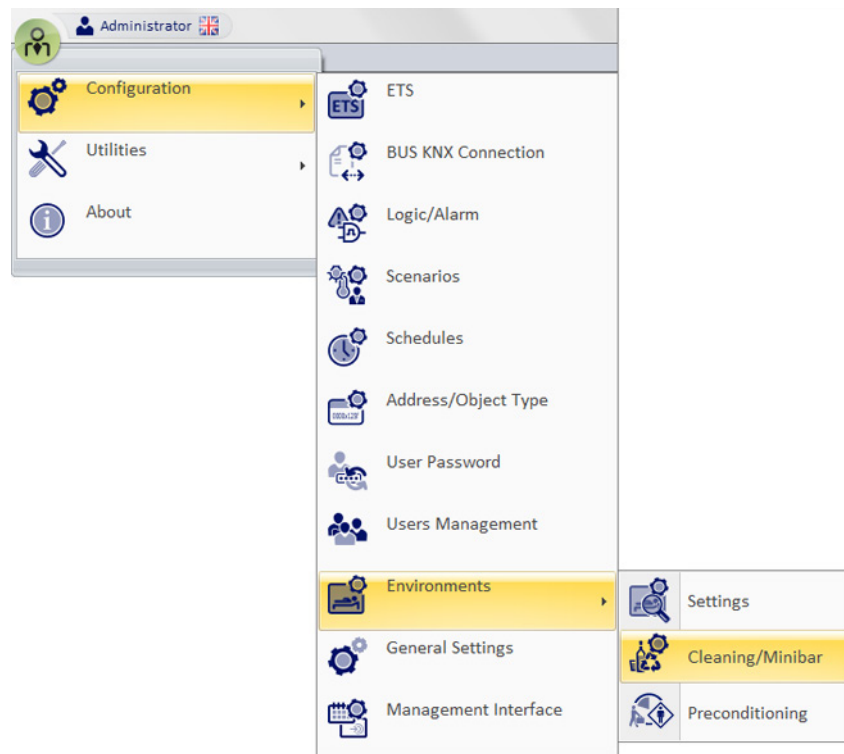 Administrator
Configuration
Utilities
About
ETS
ETS
BUS KNX Connection
Logic/Alarm
Scenarios
Schedules
Address/Object Type
User Password
Users Management
Environments
General Settings
Management Interface
Settings
Cleaning/Minibar
Preconditioning